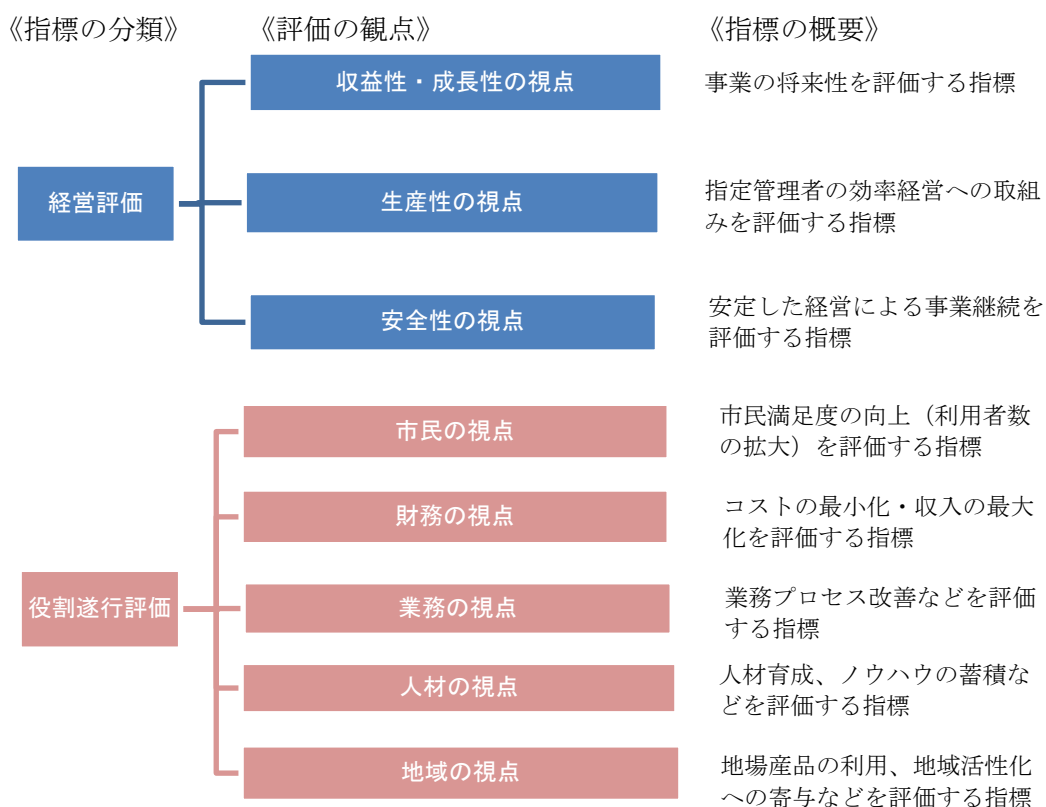 《指標の分類》 《評価の観点》 《指標の概要》
収益性・成長性の視点
事業の将来性を評価する指標
経営評価
生産性の視点
指定管理者の効率経営への取組
みを評価する指標
安全性の視点
安定した経営による事業継続を
評価する指標
市民の視点
市民満足度の向上（利用者数
の拡大）を評価する指標
財務の視点
コストの最小化・収入の最大
化を評価する指標
役割遂行評価
業務の視点
業務プロセス改善などを評価
する指標
人材の視点
人材育成、ノウハウの蓄積な
どを評価する指標
地域の視点
地場産品の利用、地域活性化
への寄与などを評価する指標